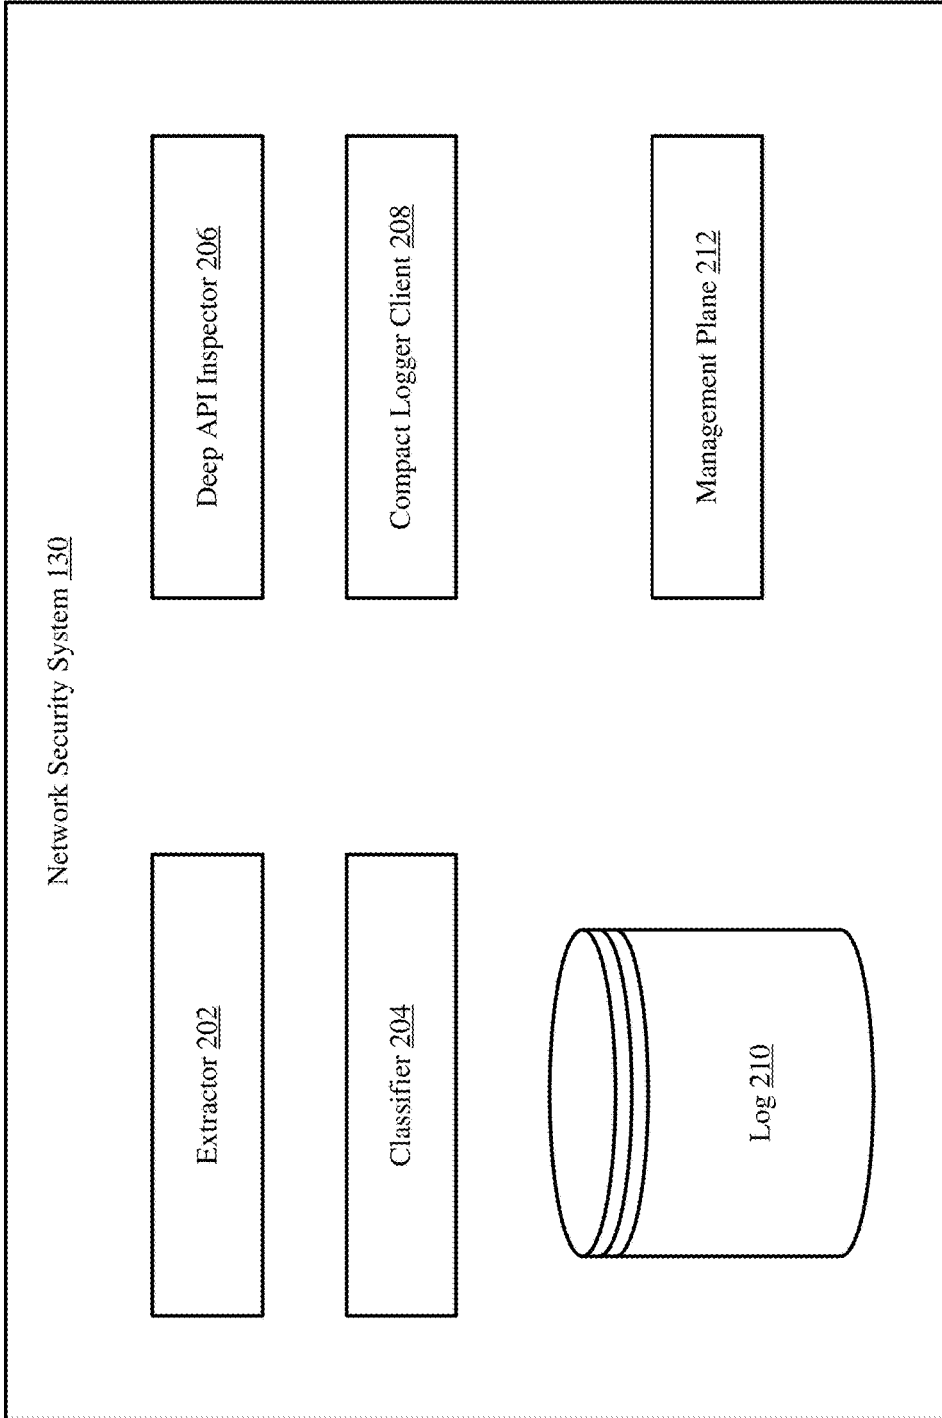 Network Security System 130
Extractor 202
Deep API Inspector 206
Classifier 204
Compact Logger Client 208
Log 210
Management Plane 212